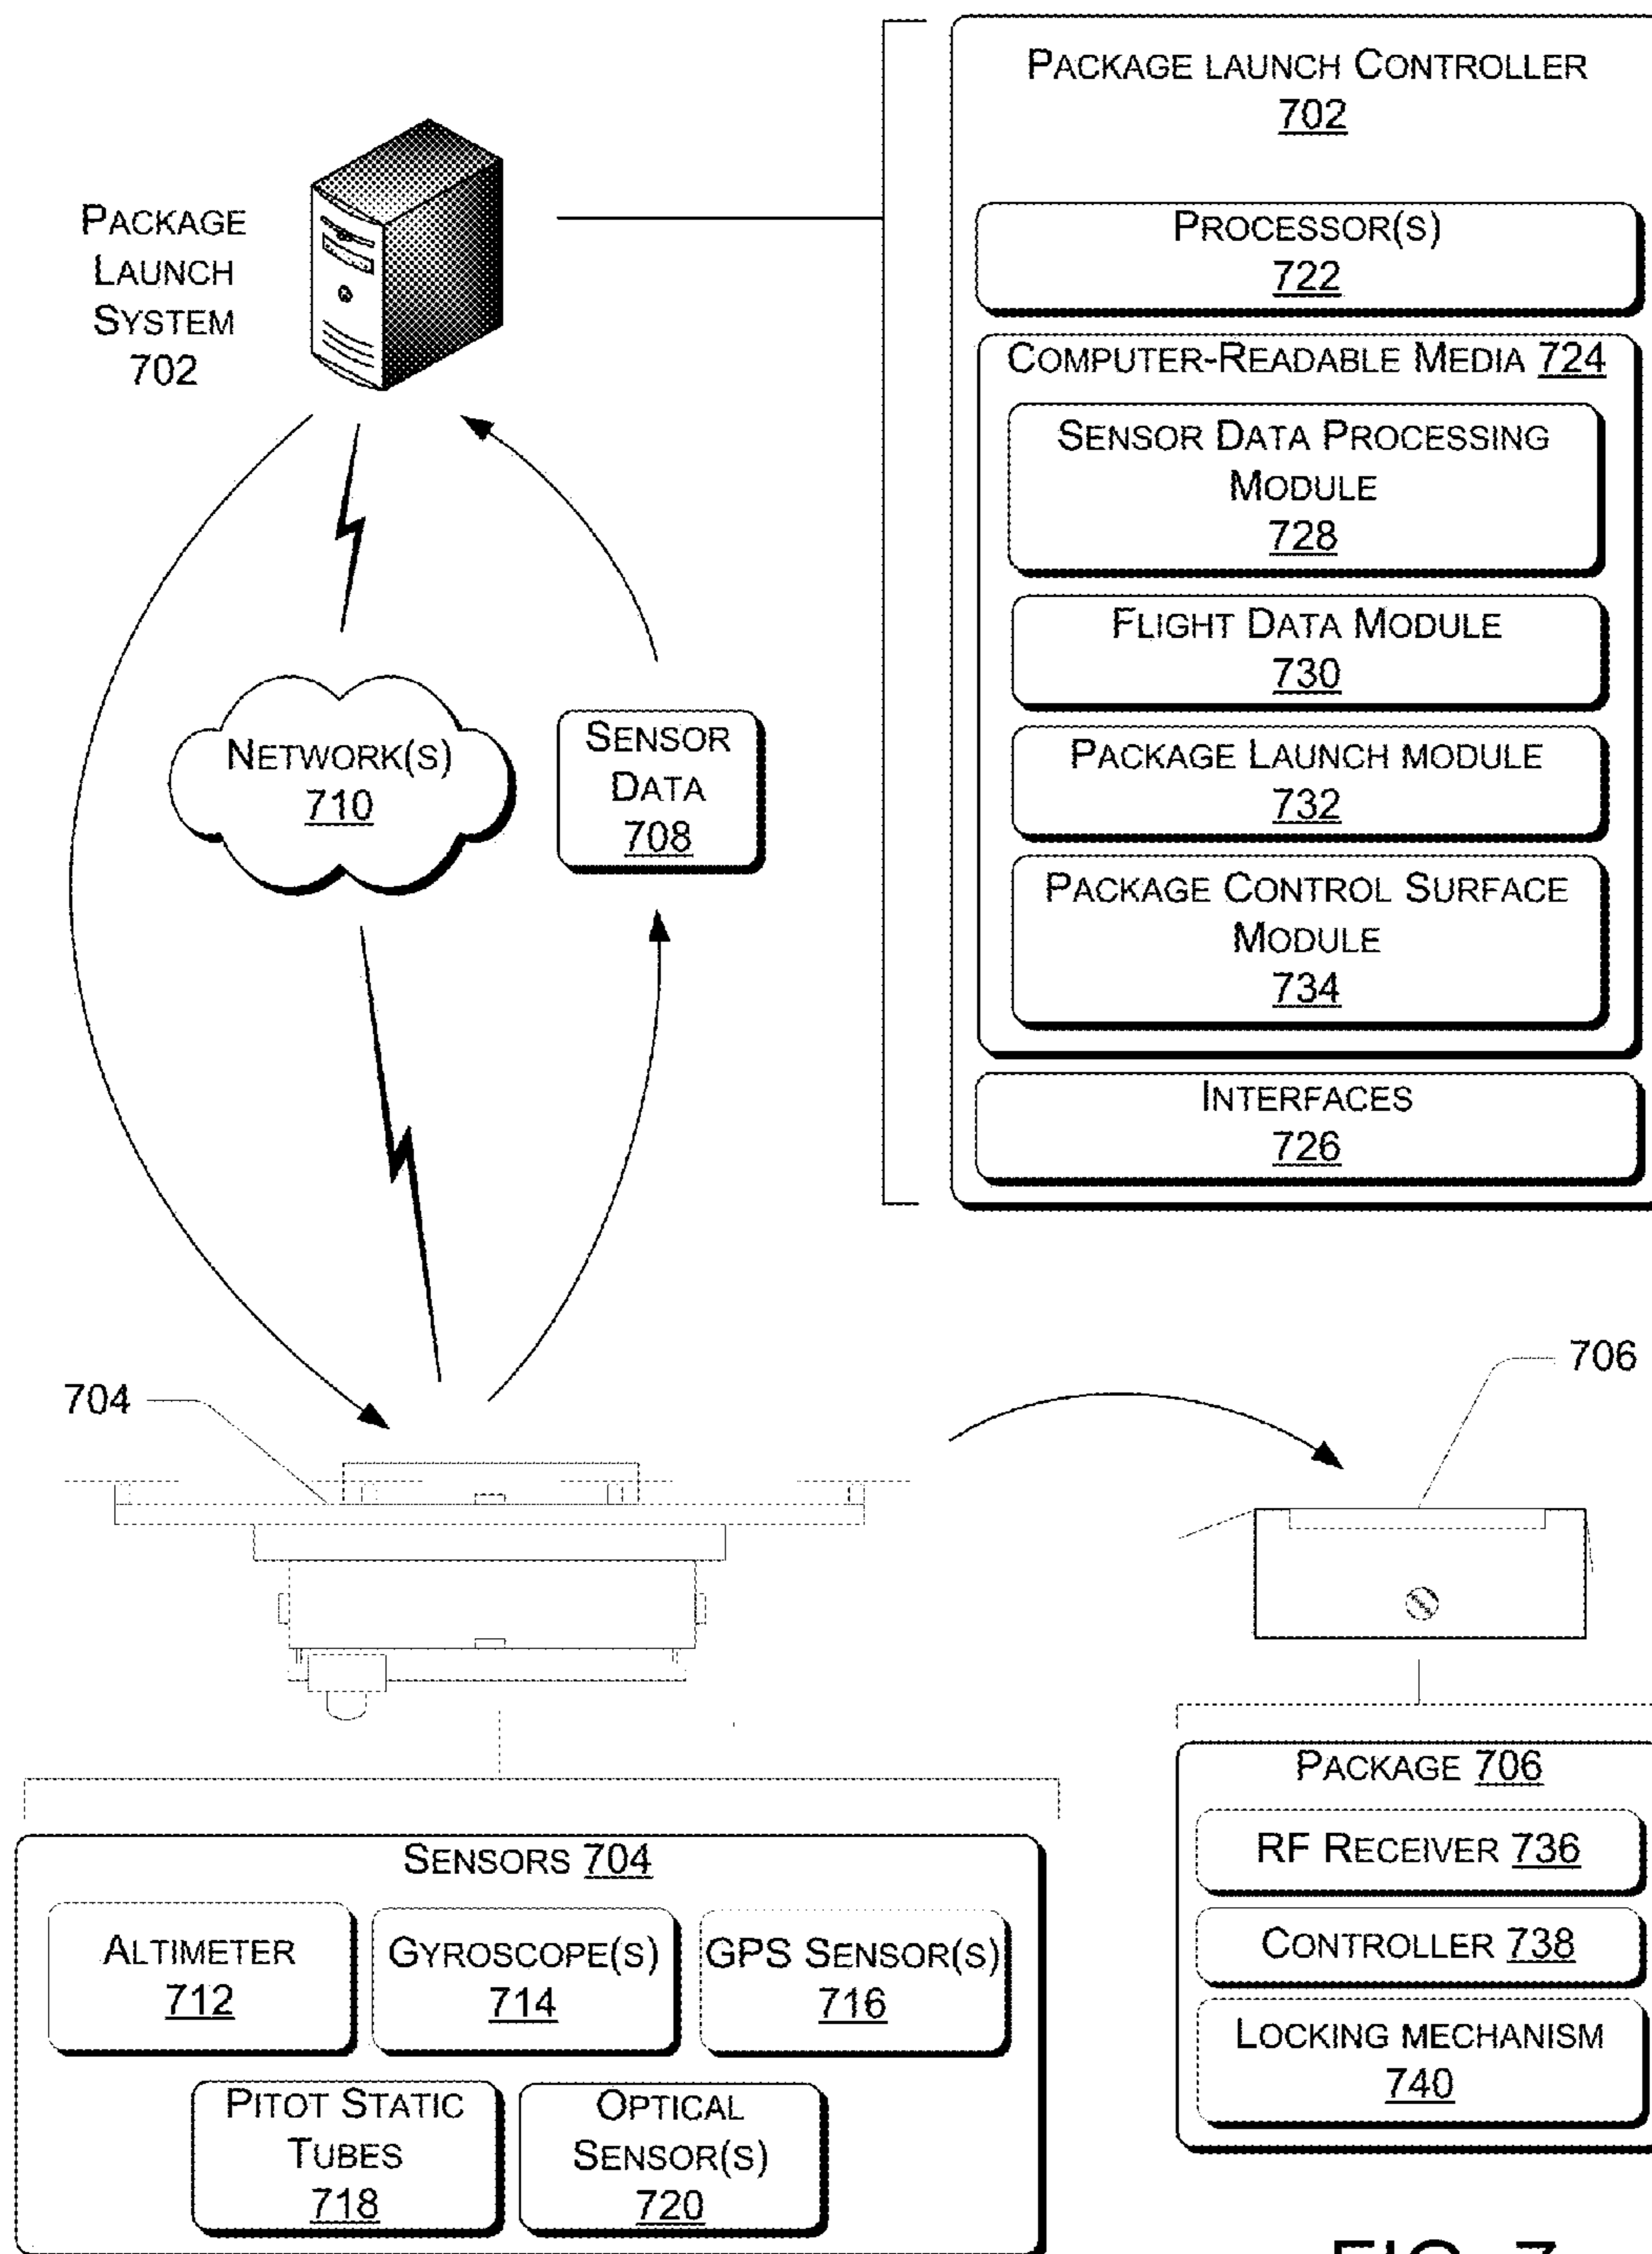 PACKAGE LAUNCH CONTROLLER
702
PROCESSOR(S)
722
COMPUTER-READABLE MEDIA 724
SENSOR DATA PROCESSING
MODULE
728
FLIGHT DATA MODULE
730
PACKAGE LAUNCH MODULE
732
PACKAGE CONTROL SURFACE
MODULE
734
INTERFACES
726
PACKAGE
LAUNCH
SYSTEM
702
NETWORK(S)
710
SENSOR
DATA
708
704
706
SENSORS 704
ALTIMETER
712
GYROSCOPE(S)
714
GPS SENSOR(S)
716
PITOT STATIC
TUBES
718
OPTICAL
SENSOR(S)
720
PACKAGE 706
RF RECEIVER 736
CONTROLLER 738
LOCKING MECHANISM
740